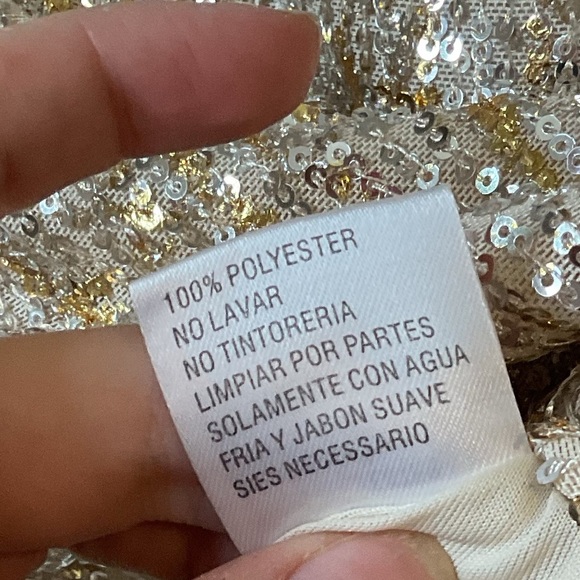 100% POLYESTER
NO LAVAR
NO TINTORERIA
LIMPIAR POR PARTES
SOLAMENTE CON AGUA
FRIA Y JABON SUAVE
SIES NECESSARIO